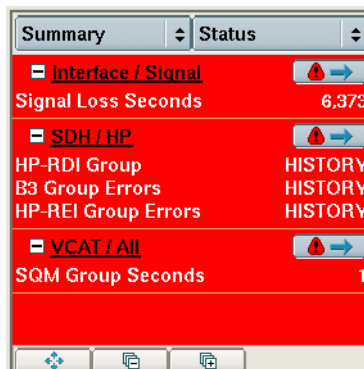 Summary Status
Interface / Signal
Signal Loss Seconds 6,373
SDH / HP
HP-RDI Group HISTORY
B3 Group Errors HISTORY
HP-REI Group Errors HISTORY
VCAT / All
SQM Group Seconds 1